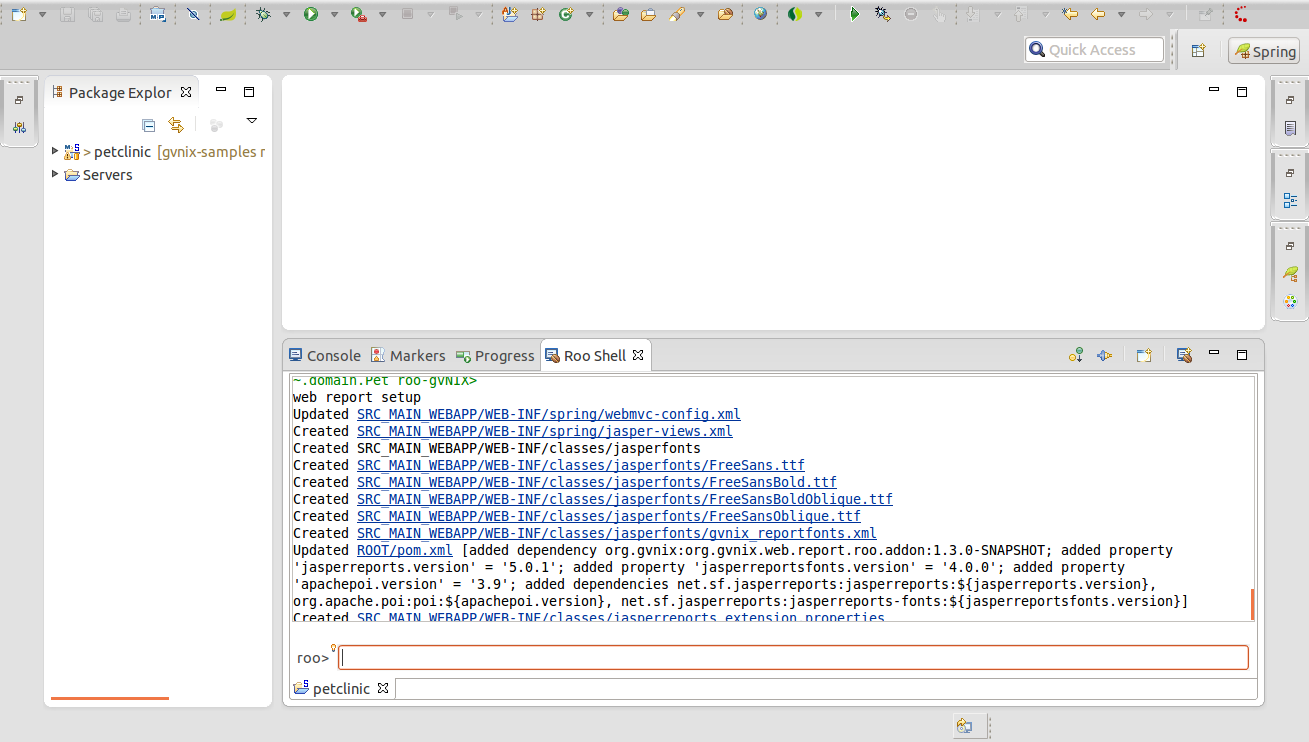 Quick Access
Spring
Package Explor
> petclinic [gvnix-samples r
Servers
Console
Markers
Progress
Roo Shell
~.domain.Pet roo-gvNIX>
web report setup
Updated SRC_MAIN_WEBAPP/WEB-INF/spring/webmvc-config.xml
Created SRC_MAIN_WEBAPP/WEB-INF/spring/jasper-views.xml
Created SRC_MAIN_WEBAPP/WEB-INF/classes/jasperfonts
Created SRC_MAIN_WEBAPP/WEB-INF/classes/jasperfonts/FreeSans.ttf
Created SRC_MAIN_WEBAPP/WEB-INF/classes/jasperfonts/FreeSansBold.ttf
Created SRC_MAIN_WEBAPP/WEB-INF/classes/jasperfonts/FreeSansBoldOblique.ttf
Created SRC_MAIN_WEBAPP/WEB-INF/classes/jasperfonts/FreeSansOblique.ttf
Created SRC_MAIN_WEBAPP/WEB-INF/classes/jasperfonts/gvnix_reportfonts.xml
Updated ROOT/pom.xml [added dependency org.gvnix:org.gvnix.web.report.roo.addon:1.3.0-SNAPSHOT; added property
'jasperreports.version' = '5.0.1'; added property 'jasperreportsfonts.version' = '4.0.0'; added property
'apachepoi.version' = '3.9'; added dependencies net.sf.jasperreports:jasperreports:${jasperreports.version},
org.apache.poi:poi:${apachepoi.version}, net.sf.jasperreports:jasperreports-fonts:${jasperreportsfonts.version}]
Created SRC_MAIN_WEBAPP/WEB-INF/classes/jasperreports_extension.properties
roo>
petclinic